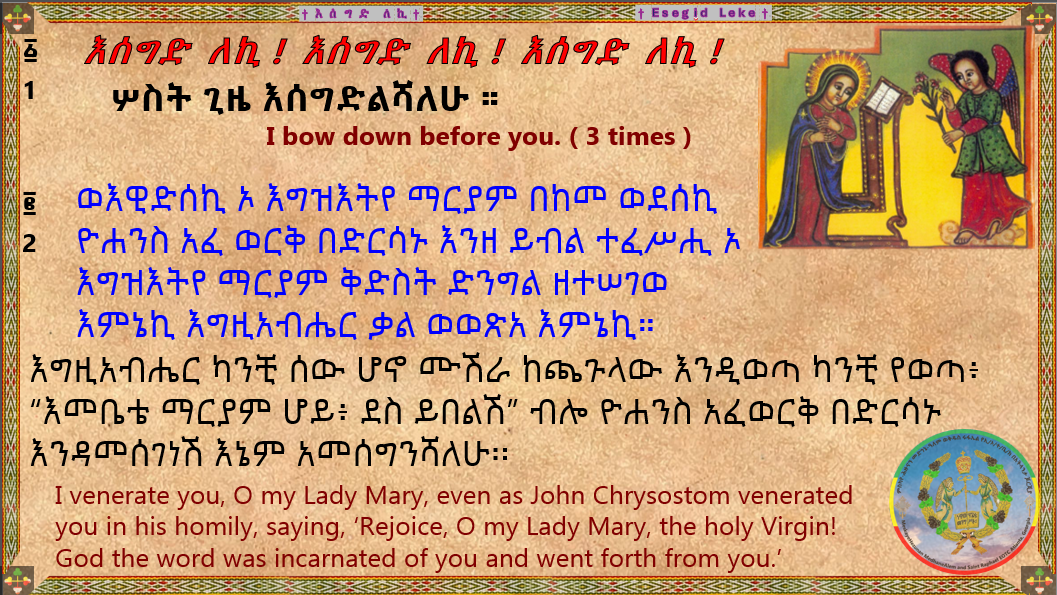 †እሰግድ ለኪ†
†Esegid Leke†
፩
እሰግድ ለኪ ! እሰግድ ለኪ ! እሰግድ ለኪ !
1
ሦስት ጊዜ እሰግድልሻለሁ ።
I bow down before you. ( 3 times )
፪
ወእዊድሰኪ ኦ እግዝእትየ ማርያም በከመ ወደሰኪ
2
ዮሐንስ አፈ ወርቅ በድርሳኑ እንዘ ይብል ተፈሥሒ ኦ
እግዝእትየ ማርያም ቅድስት ድንግል ዘተሠገወ
እምኔኪ እግዚአብሔር ቃል ወወጽአ እምኔኪ።
እግዚአብሔር ካንቺ ሰው ሆኖ ሙሽራ ከጫጉላው እንዲወጣ ካንቺ የወጣ፥
“እመቤቴ ማርያም ሆይ፥ ደስ ይበልሽ” ብሎ ዮሐንስ አፈወርቅ በድርሳኑ
እንዳመሰገነሽ እኔም አመሰግንሻለሁ፡፡
I venerate you, O my Lady Mary, even as John Chrysostom venerated
you in his homily, saying, ‘Rejoice, O my Lady Mary, the holy Virgin!
God the word was incarnated of you and went forth from you.’